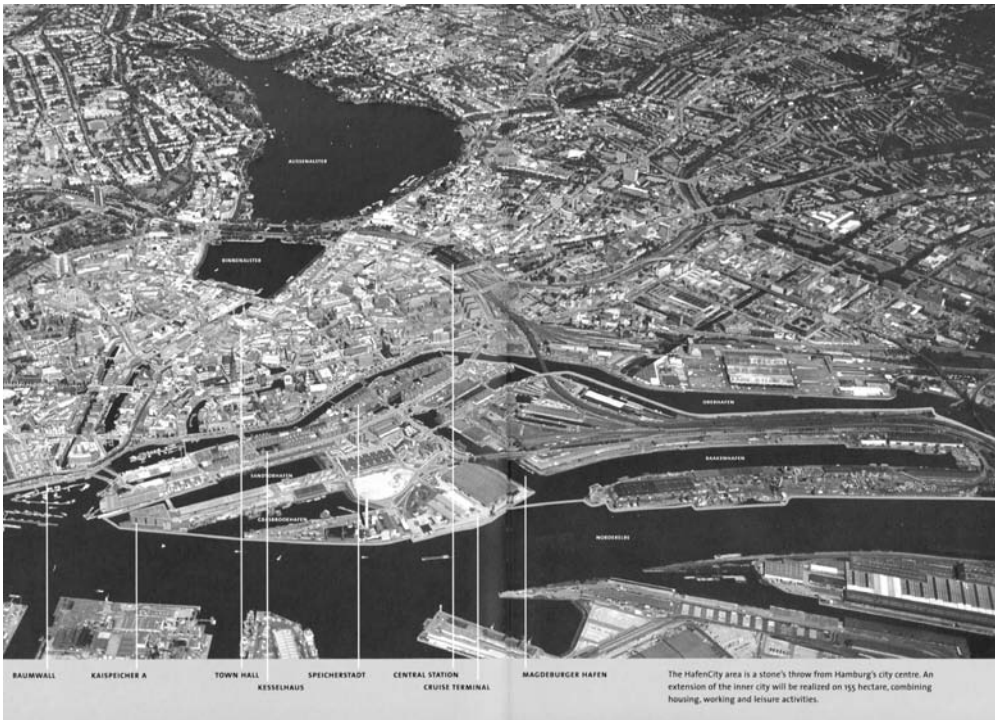 AUSSENALSTER
BINNENALSTER
OBERHAFEN
BAAKENHAFEN
SANDTORHAFEN
GRASBROOKHAFEN
NORDERELBE
BAUMWALL
KAISPEICHER A
TOWN HALL
KESSELHAUS
SPEICHERSTADT
CENTRAL STATION
CRUISE TERMINAL
MAGDEBURGER HAFEN
The HafenCity area is a stone's throw from Hamburg's city centre. An
extension of the inner city will be realized on 155 hectare, combining
housing, working and leisure activities.